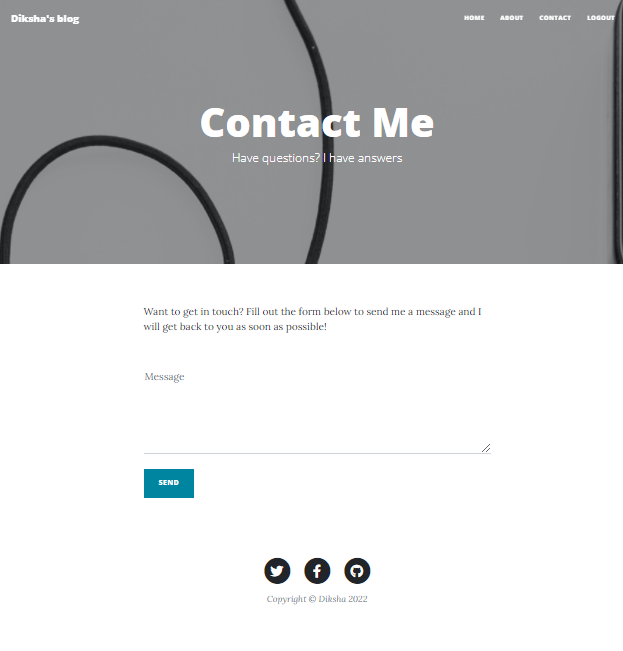 Diksha's blog
HOME ABOUT CONTACT LOGOUT
Contact Me
Have questions? I have answers
Want to get in touch? Fill out the form below to send me a message and I
will get back to you as soon as possible!
Message
SEND
Copyright © Diksha 2022